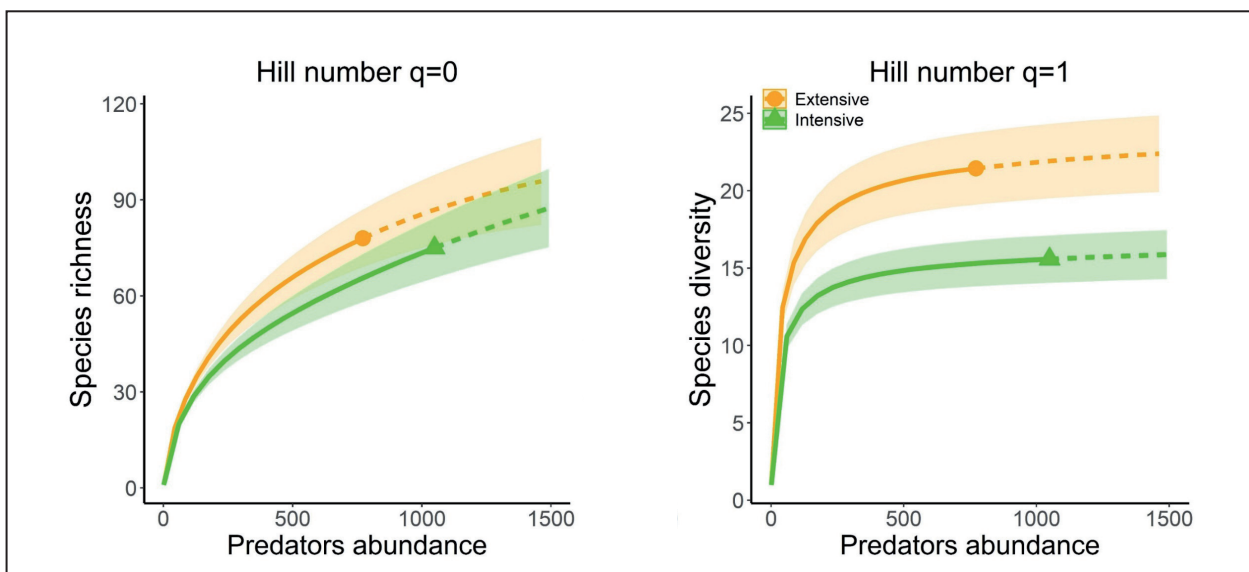 Hill number q=0
120
90
60
30
0
Species richness
0 500 1000 1500
Predators abundance
Hill number q=1
Extensive
Intensive
25
20
15
10
5
0
Species diversity
0 500 1000 1500
Predators abundance